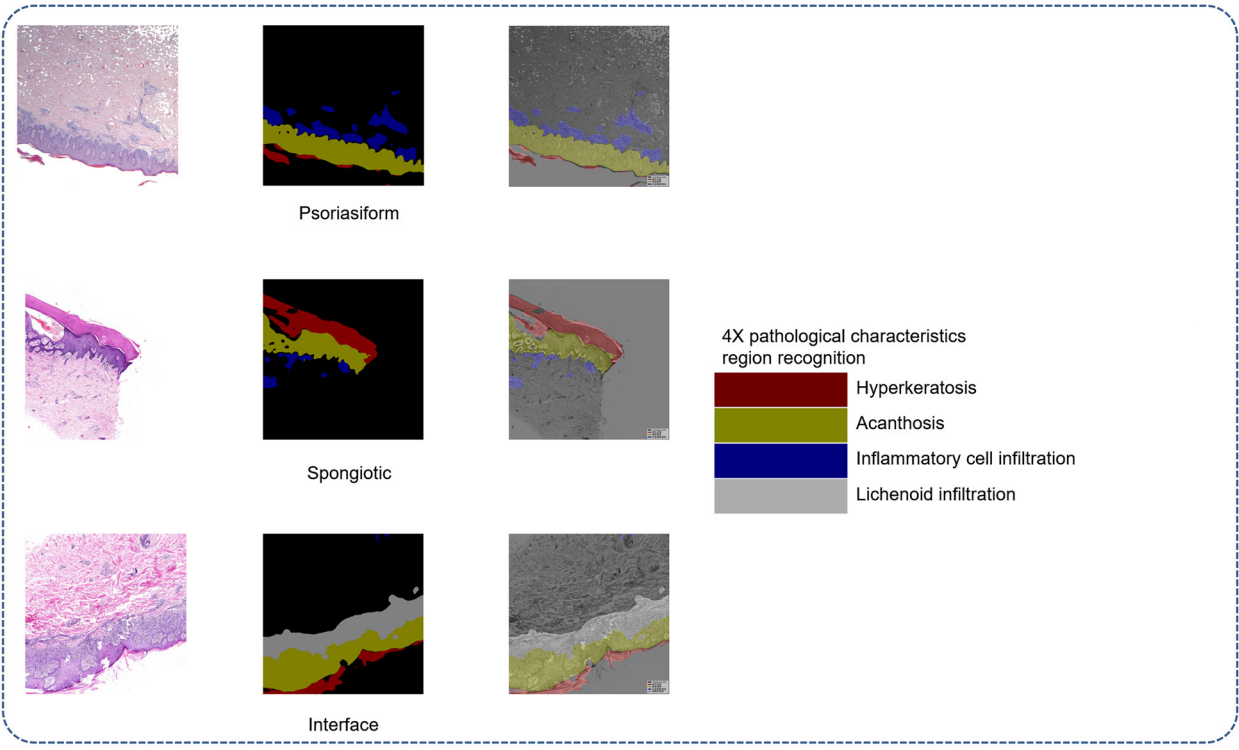 Psoriasiform
Spongiotic
4X pathological characteristics
region recognition
Hyperkeratosis
Acanthosis
Inflammatory cell infiltration
Lichenoid infiltration
Interface